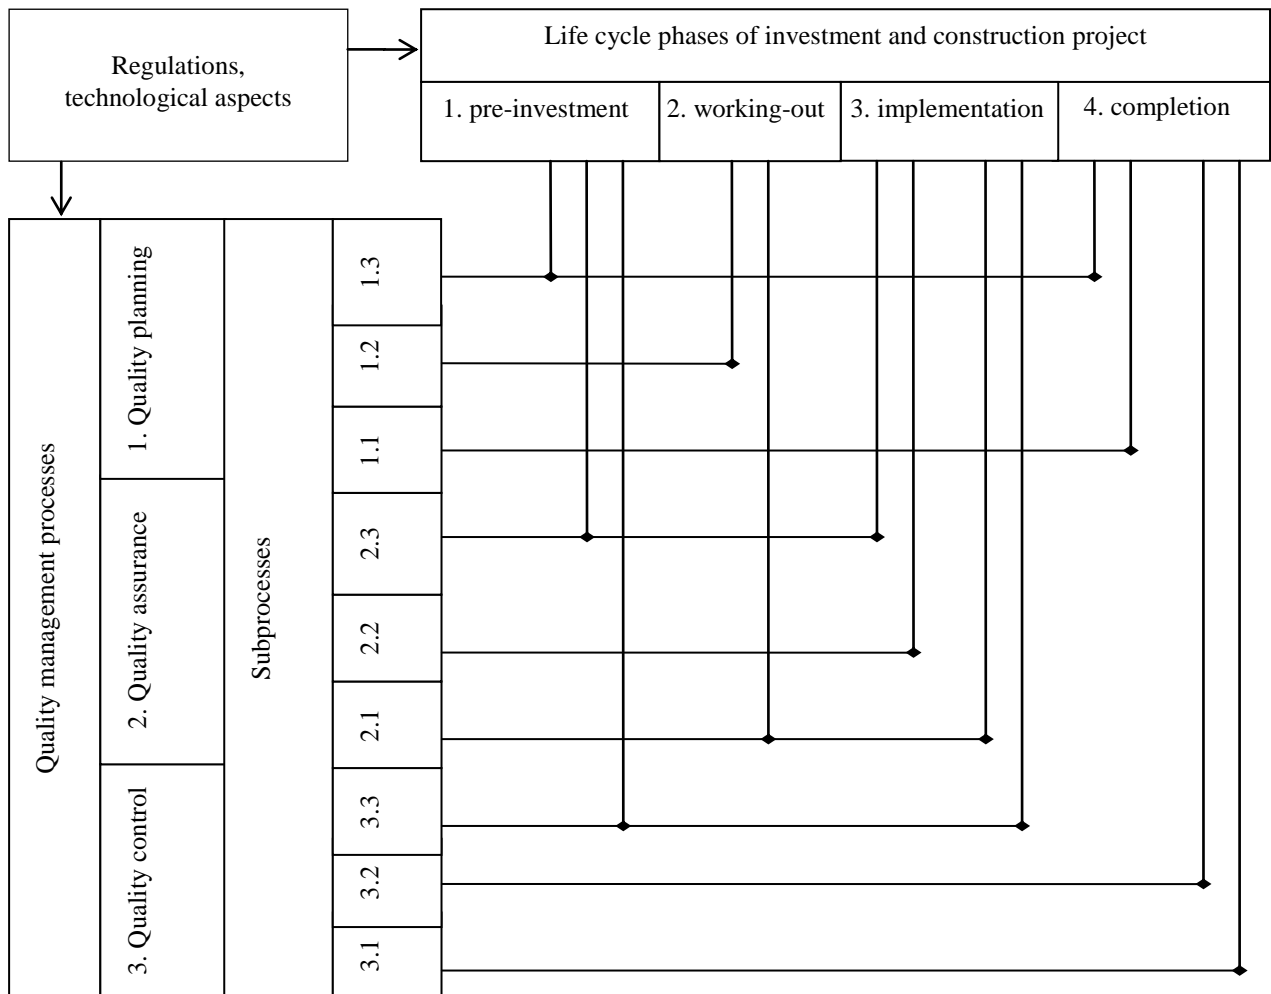 Regulations,
technological aspects
Life cycle phases of investment and construction project
1. pre-investment
2. working-out
3. implementation
4. completion
Quality management processes
1. Quality planning
2. Quality assurance
3. Quality control
Subprocesses
1.3
1.2
1.1
2.3
2.2
2.1
3.3
3.2
3.1